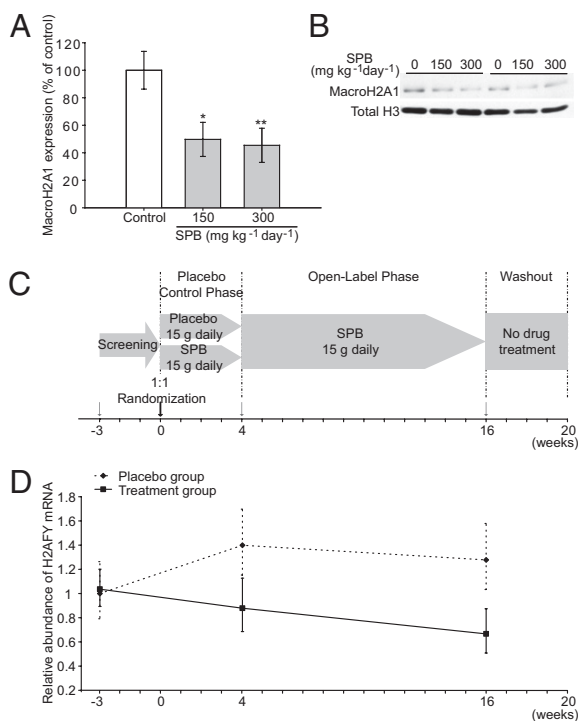 A
MacroH2A1 expression (% of control)
120
100
80
60
40
20
0
*
**
Control
150
300
SPB (mg kg -1 day -1)
B
SPB
(mg kg -1 day -1)
0 150 300 0 150 300
MacroH2A1
Total H3
C
Placebo
Control Phase
Open-Label Phase
Washout
Screening
Placebo
15 g daily
SPB
15 g daily
SPB
15 g daily
No drug
treatment
1:1
Randomization
-3 0 4 16 20
(weeks)
D
Placebo group
Treatment group
Relative abundance of H2AFY mRNA
1.8
1.6
1.4
1.2
1
0.8
0.6
0.4
0.2
-3 0 4 16 20
(weeks)